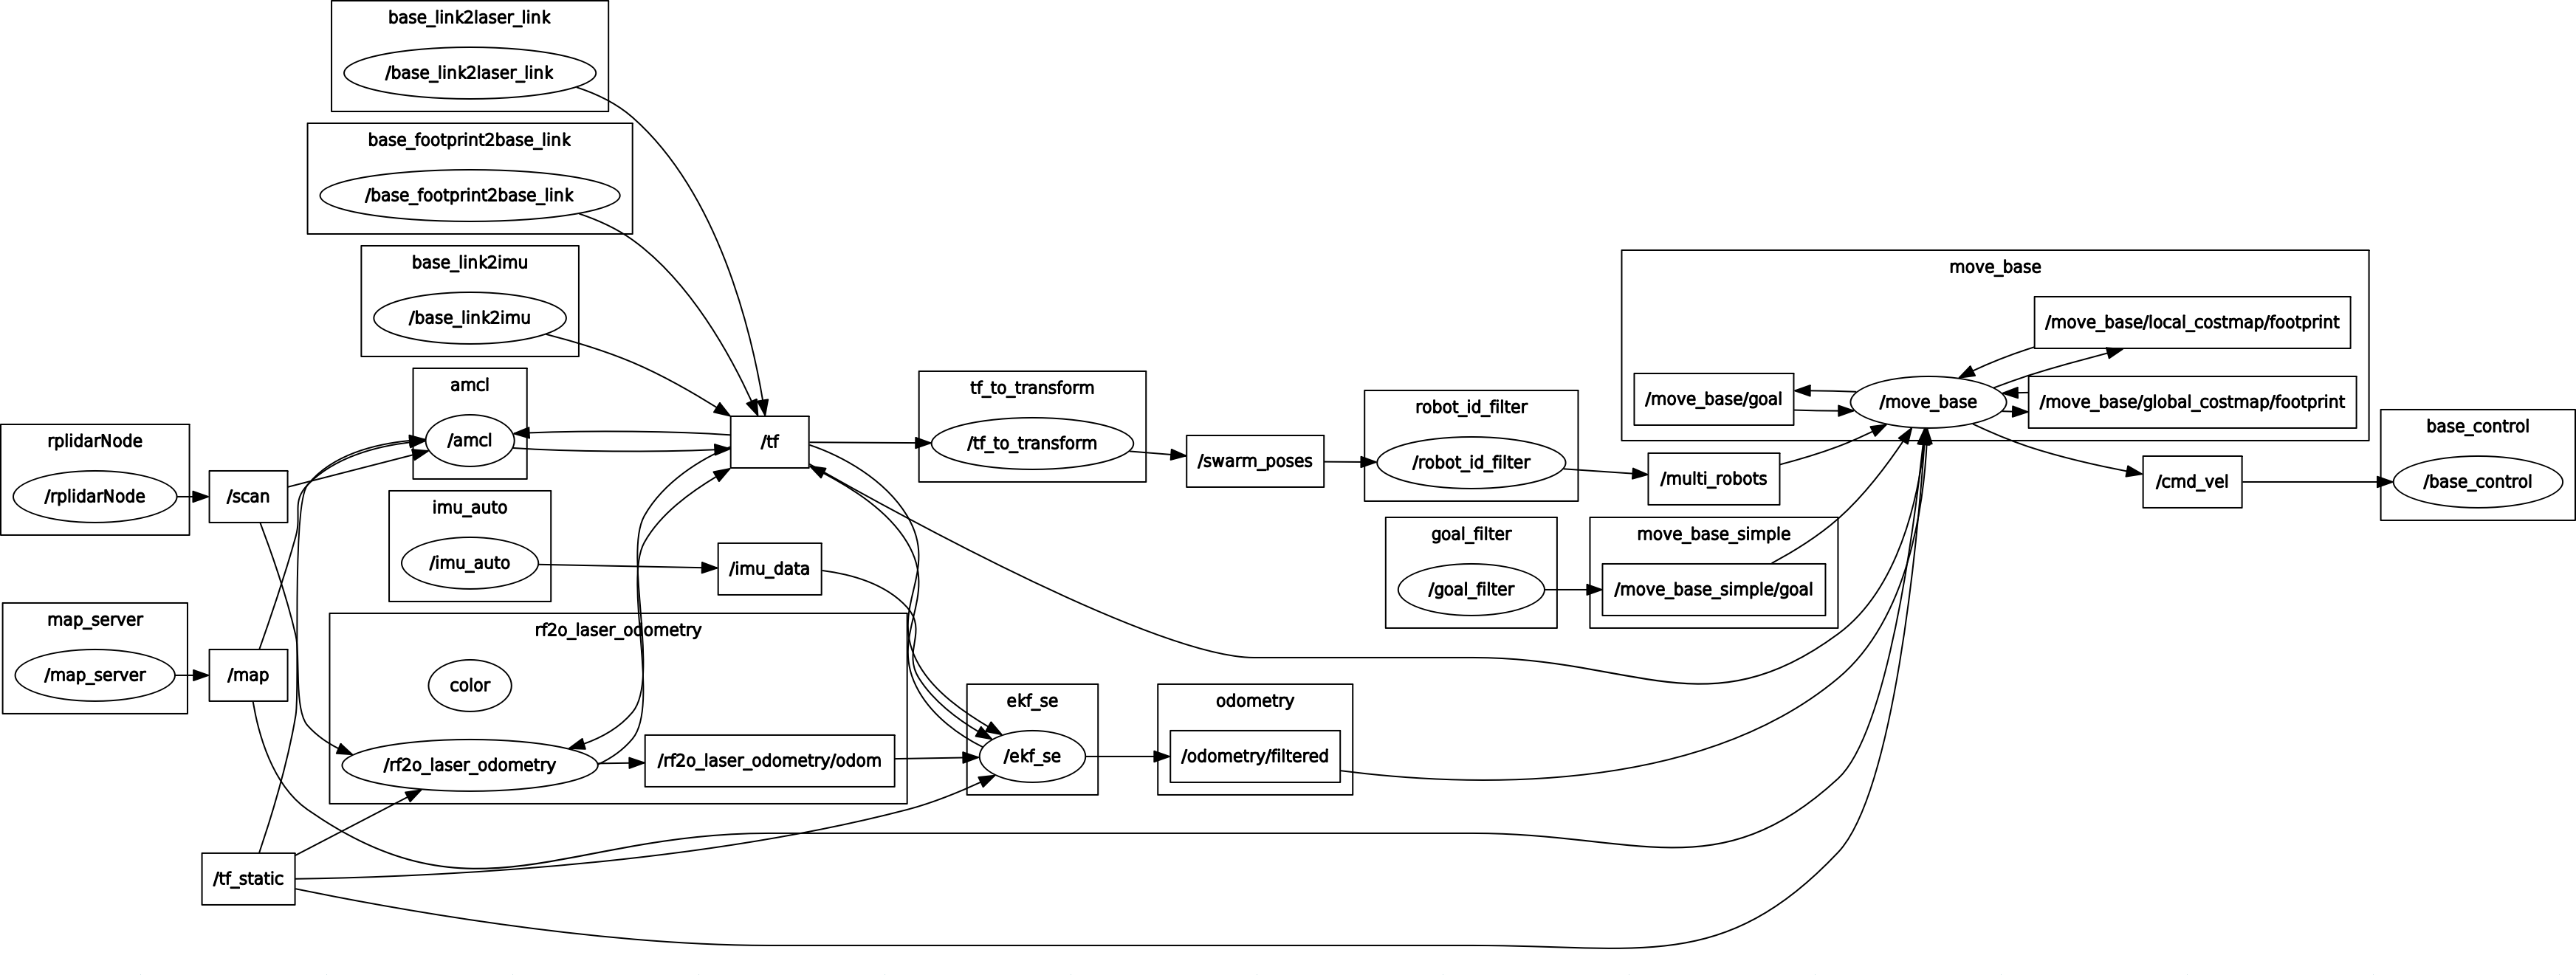 base_link2laser_link
/base_link2laser_link
base_footprint2base_link
/base_footprint2base_link
base_link2imu
/base_link2imu
amcl
/amcl
rplidarNode
/rplidarNode
/scan
imu_auto
/imu_auto
/imu_data
map_server
/map_server
/map
rf2o_laser_odometry
color
/rf2o_laser_odometry
/rf2o_laser_odometry/odom
/tf_static
/tf
tf_to_transform
/tf_to_transform
/swarm_poses
robot_id_filter
/robot_id_filter
/multi_robots
goal_filter
/goal_filter
move_base_simple
/move_base_simple/goal
ekf_se
/ekf_se
odometry
/odometry/filtered
move_base
/move_base/local_costmap/footprint
/move_base/goal
/move_base
/move_base/global_costmap/footprint
/cmd_vel
base_control
/base_control